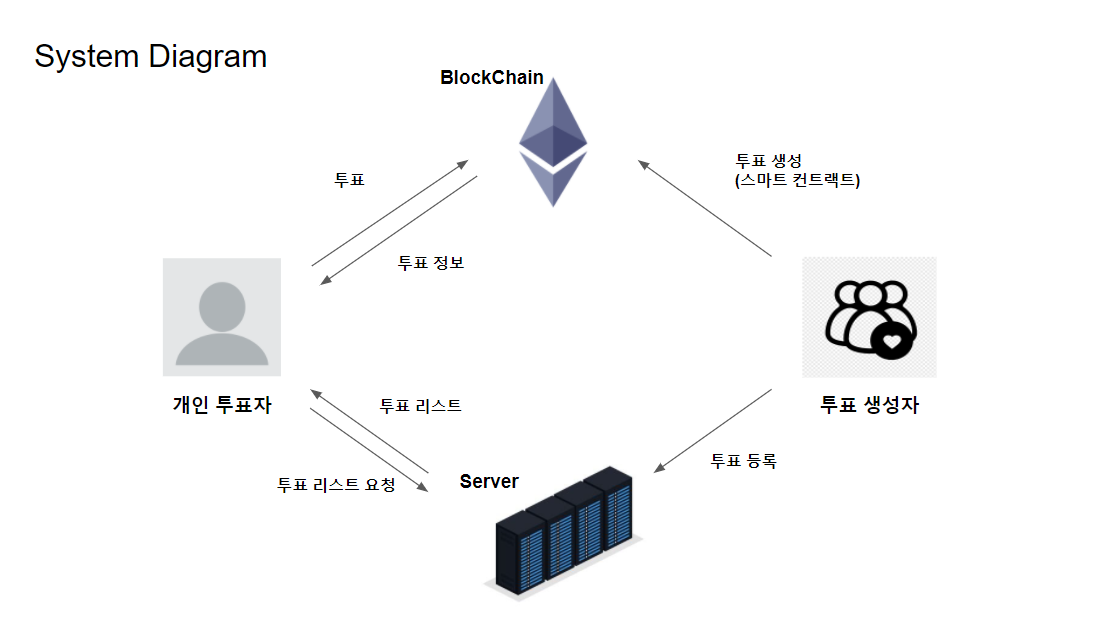 System Diagram
BlockChain
투표
투표 생성
(스마트 컨트랙트)
투표 정보
개인 투표자
투표 생성자
투표 리스트
투표 리스트 요청
Server
투표 등록